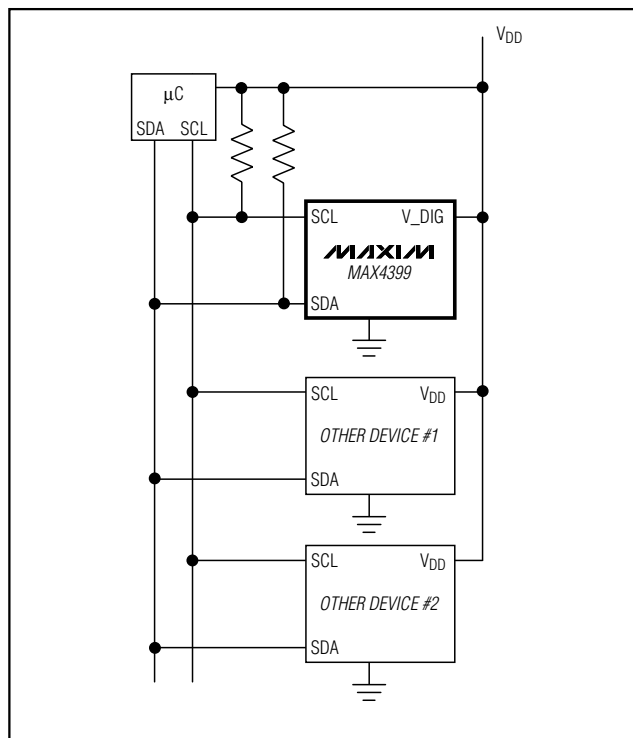 VDD
μC
SDA SCL
SCL V_DIG
MAXIM
MAX4399
SDA
SCL VDD
OTHER DEVICE #1
SDA
SCL VDD
OTHER DEVICE #2
SDA